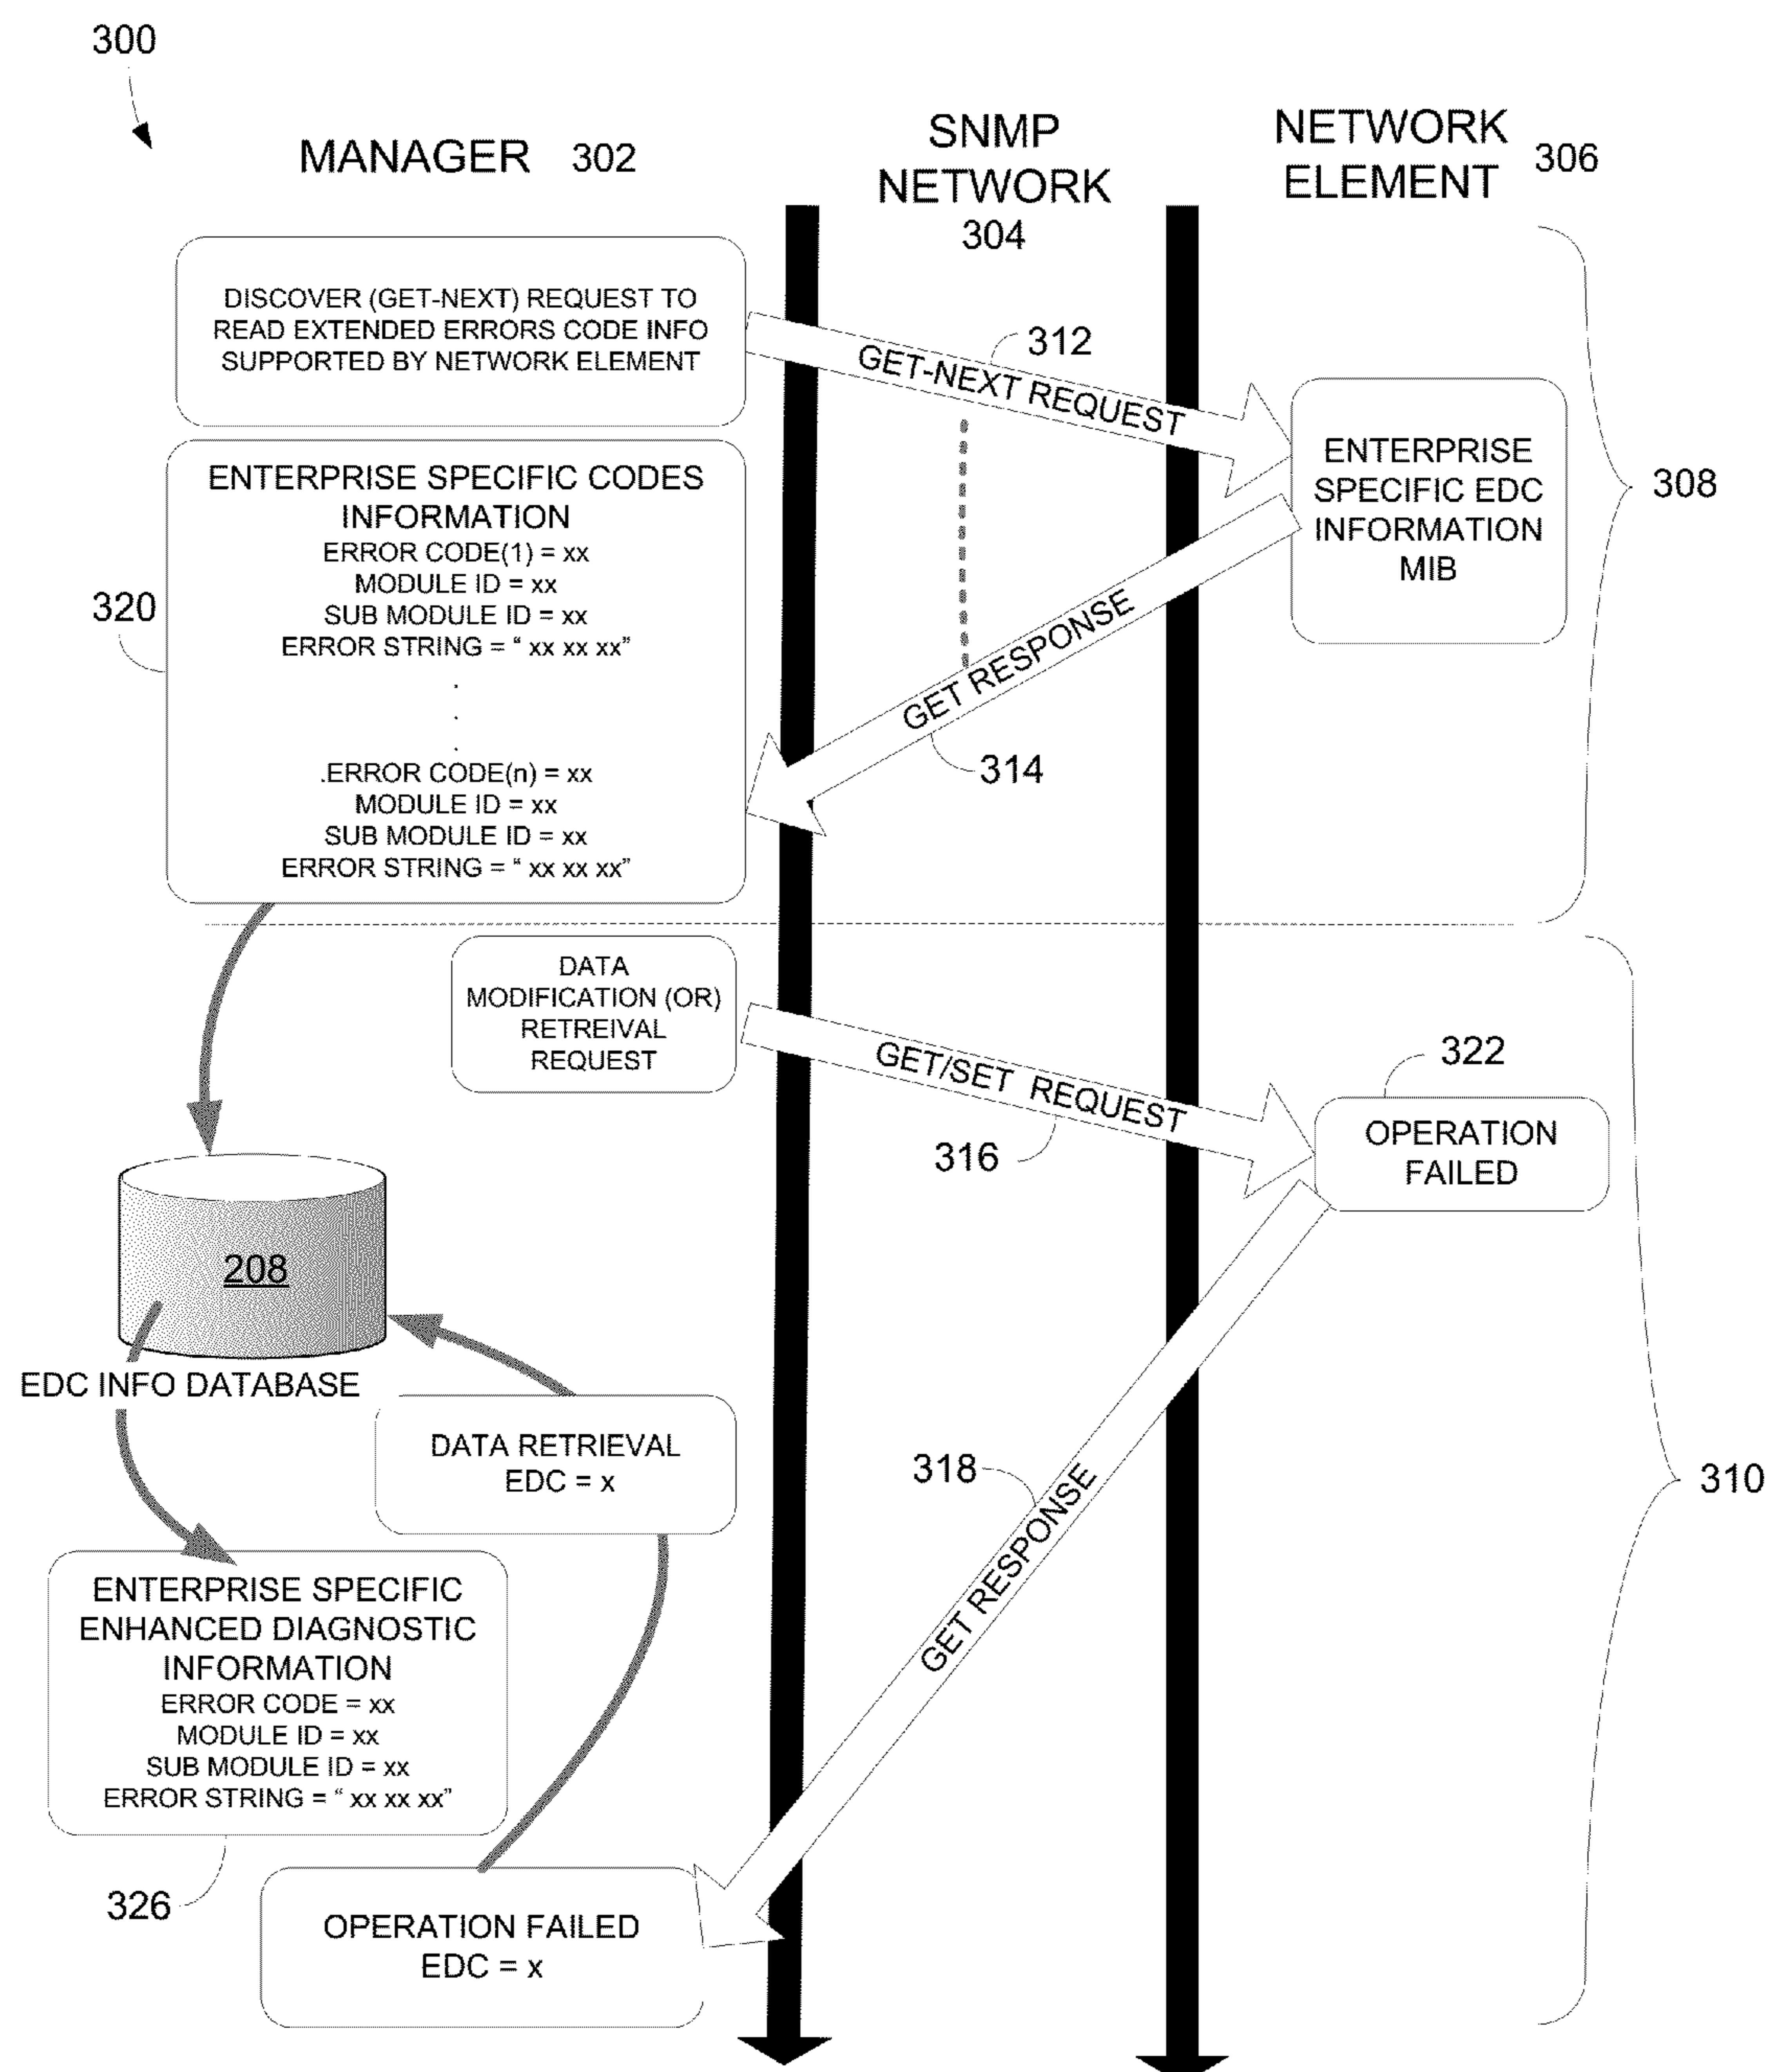 300
MANAGER 302
SNMP
NETWORK
304
NETWORK
ELEMENT
306
DISCOVER (GET-NEXT) REQUEST TO
READ EXTENDED ERRORS CODE INFO
SUPPORTED BY NETWORK ELEMENT
312
GET-NEXT REQUEST
ENTERPRISE
SPECIFIC EDC
INFORMATION
MIB
308
320
ENTERPRISE SPECIFIC CODES
INFORMATION
ERROR CODE(1) = xx
MODULE ID = xx
SUB MODULE ID = xx
ERROR STRING = “ xx xx xx”
.
.
.
.ERROR CODE(n) = xx
MODULE ID = xx
SUB MODULE ID = xx
ERROR STRING = “ xx xx xx”
GET RESPONSE
314
DATA
MODIFICATION (OR)
RETREIVAL
REQUEST
GET/SET REQUEST
316
322
OPERATION
FAILED
208
EDC INFO DATABASE
DATA RETRIEVAL
EDC = x
318
GET RESPONSE
310
ENTERPRISE SPECIFIC
ENHANCED DIAGNOSTIC
INFORMATION
ERROR CODE = xx
MODULE ID = xx
SUB MODULE ID = xx
ERROR STRING = “ xx xx xx”
326
OPERATION FAILED
EDC = x